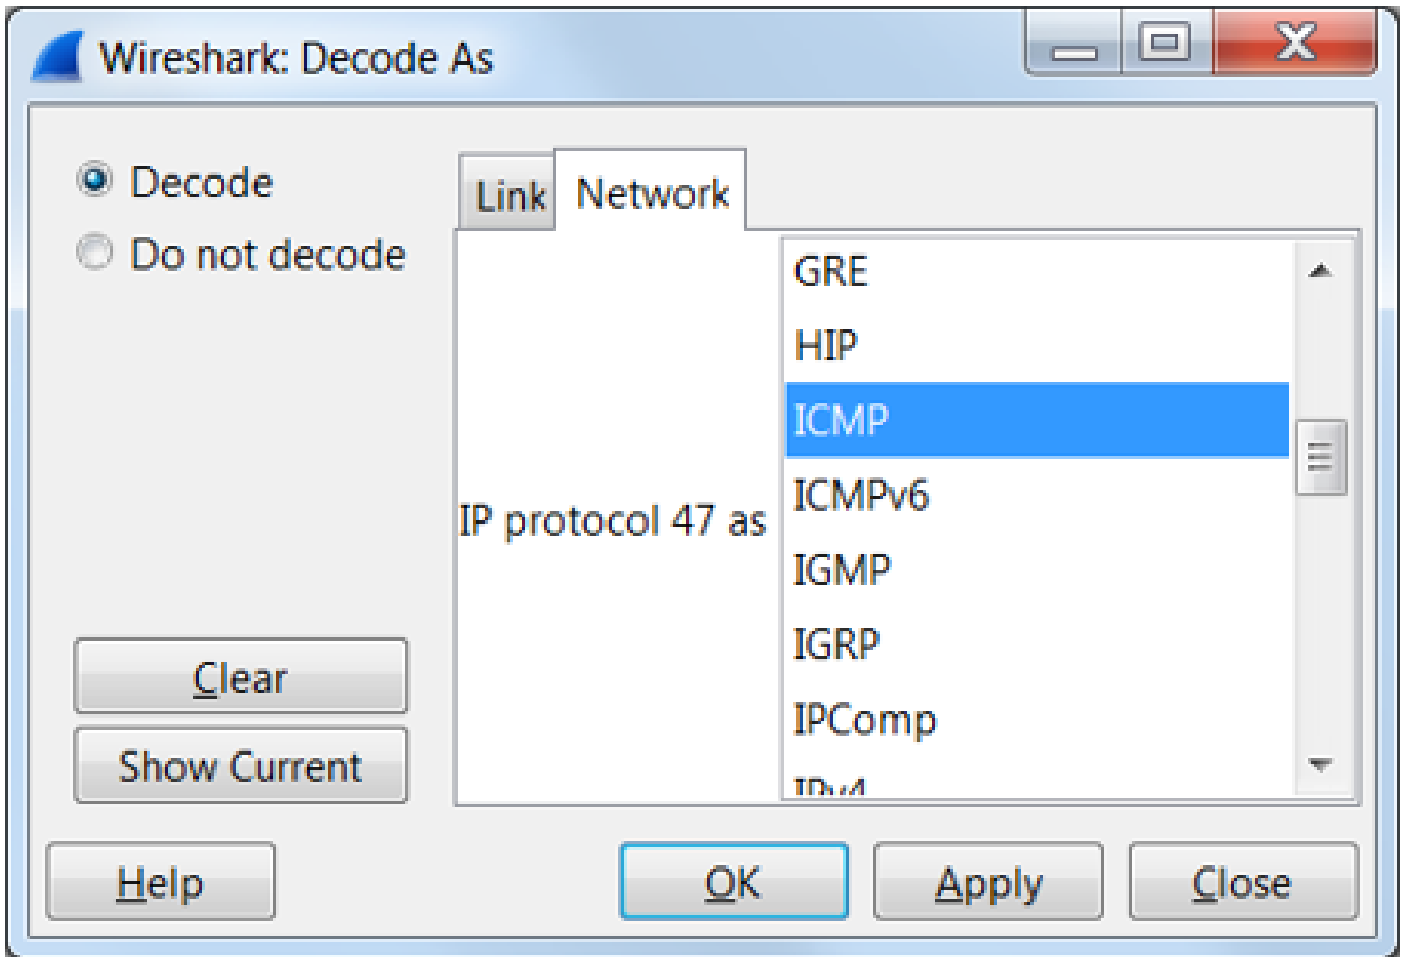 Wireshark: Decode As
Decode
Do not decode
Link
Network
IP protocol 47 as
GRE
HIP
ICMP
ICMPv6
IGMP
IGRP
IPComp
IPv4
Clear
Show Current
Help
OK
Apply
Close